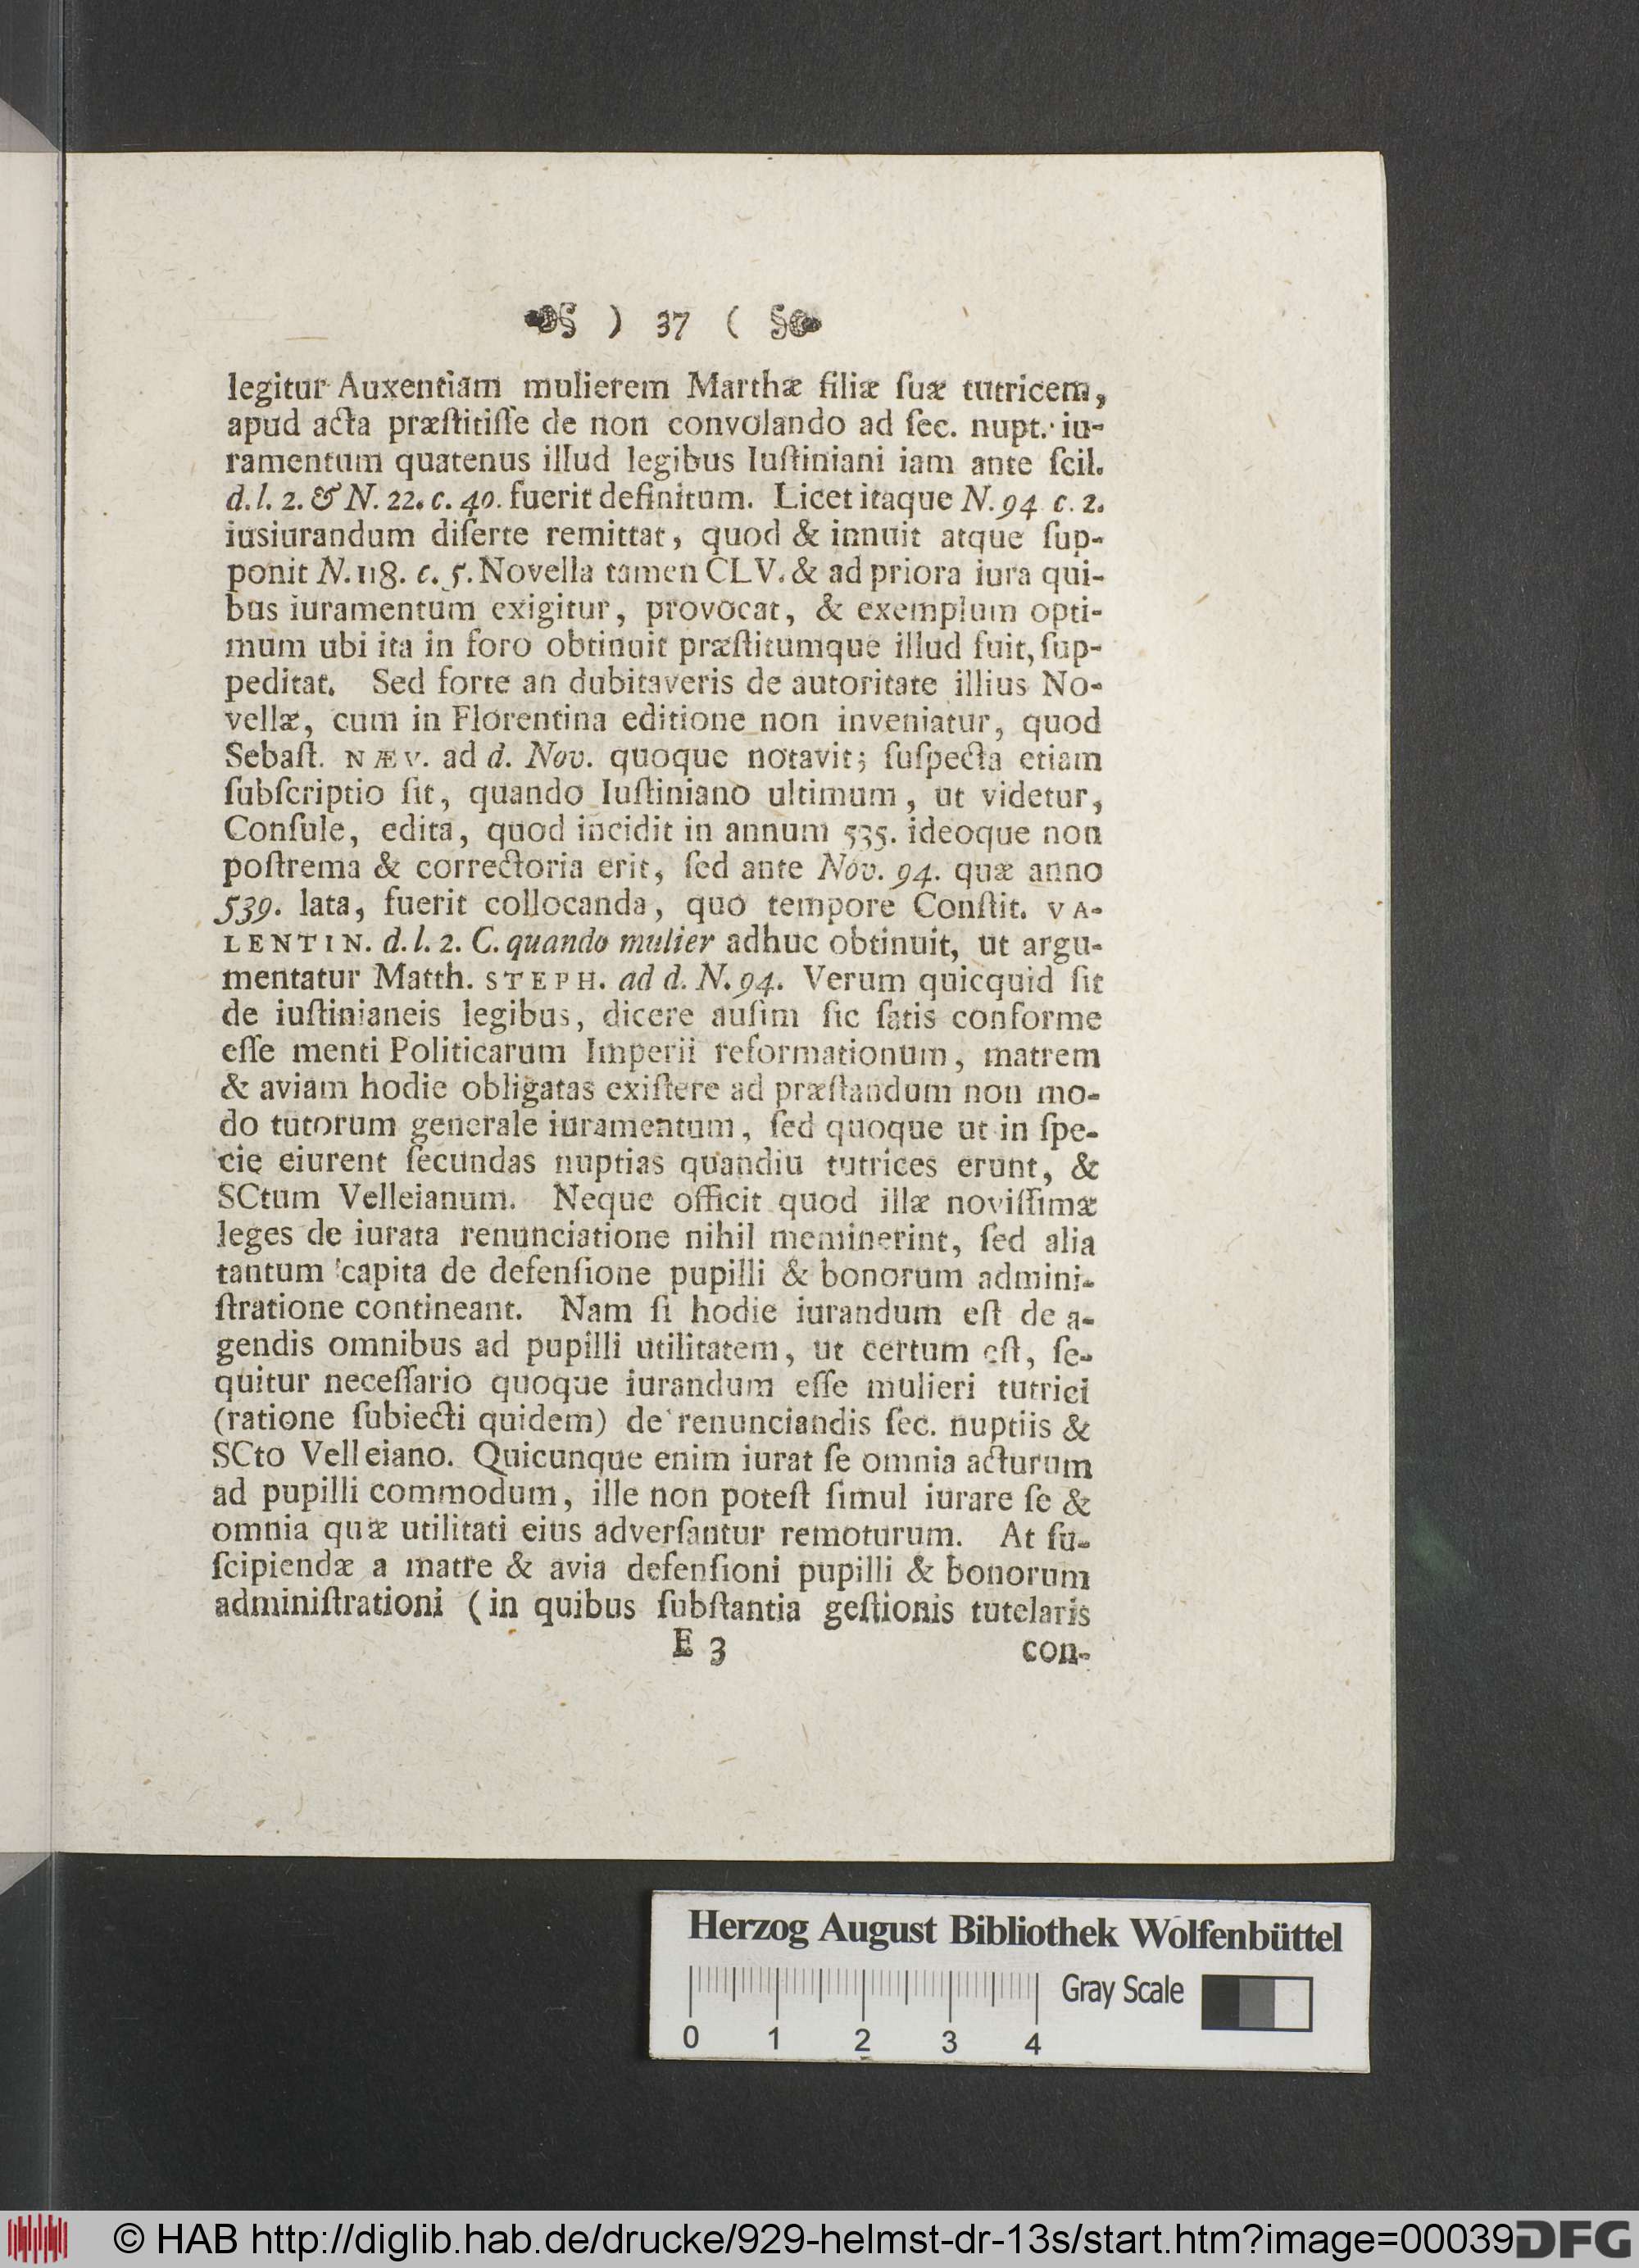 § ) 37 ( §
legitur Auxentiam mulierem Marthæ filiæ ſuæ tutricem,
apud acta præſtitiſſe de non convolando ad ſec. nupt. iu-
ramentum quatenus illud legibus Iuſtiniani iam ante ſcil.
d. l. 2. & N. 22. c. 40. fuerit definitum. Licet itaque N. 94 c. 2.
iusiurandum diſerte remittat, quod & innuit atque ſup-
ponit N. 118. c. 5. Novella tamen CLV. & ad priora iura qui-
bus iuramentum exigitur, provocat, & exemplum opti-
mum ubi ita in foro obtinuit præſtitumque illud fuit, ſup-
peditat. Sed forte an dubitaveris de autoritate illius No-
vellæ, cum in Florentina editione non inveniatur, quod
Sebaſt. NÆV. ad d. Nov. quoque notavit; ſuſpecta etiam
ſubſcriptio ſit, quando Iuſtiniano ultimum, ut videtur,
Conſule, edita, quod incidit in annum 535. ideoque non
poſtrema & correctoria erit, ſed ante Nov. 94. quæ anno
539. lata, fuerit collocanda, quo tempore Conſtit. VA-
LENTIN. d. l. 2. C. quando mulier adhuc obtinuit, ut argu-
mentatur Matth. STEPH. ad d. N. 94. Verum quicquid ſit
de iuſtinianeis legibus, dicere auſim ſic ſatis conforme
eſſe menti Politicarum Imperii reformationum, matrem
& aviam hodie obligatas exiſtere ad præſtandum non mo-
do tutorum generale iuramentum, ſed quoque ut in ſpe-
cie eiurent ſecundas nuptias quandiu tutrices erunt, &
SCtum Velleianum. Neque officit quod illæ noviſſimæ
leges de iurata renunciatione nihil meminerint, ſed alia
tantum capita de defenſione pupilli & bonorum admini-
ſtratione contineant. Nam ſi hodie iurandum eſt de a-
gendis omnibus ad pupilli utilitatem, ut certum eſt, ſe-
quitur neceſſario quoque iurandum eſſe mulieri tutrici
(ratione ſubiecti quidem) de renunciandis ſec. nuptiis &
SCto Velleiano. Quicunque enim iurat ſe omnia acturum
ad pupilli commodum, ille non poteſt ſimul iurare ſe &
omnia quæ utilitati eius adverſantur remoturum. At ſu-
ſcipiendæ a matre & avia defenſioni pupilli & bonorum
adminiſtrationi (in quibus ſubſtantia geſtionis tutelaris
E 3 con-
Herzog August Bibliothek Wolfenbüttel
Gray Scale
0 1 2 3 4
© HAB http://diglib.hab.de/drucke/929-helmst-dr-13s/start.htm?image=00039
DFG